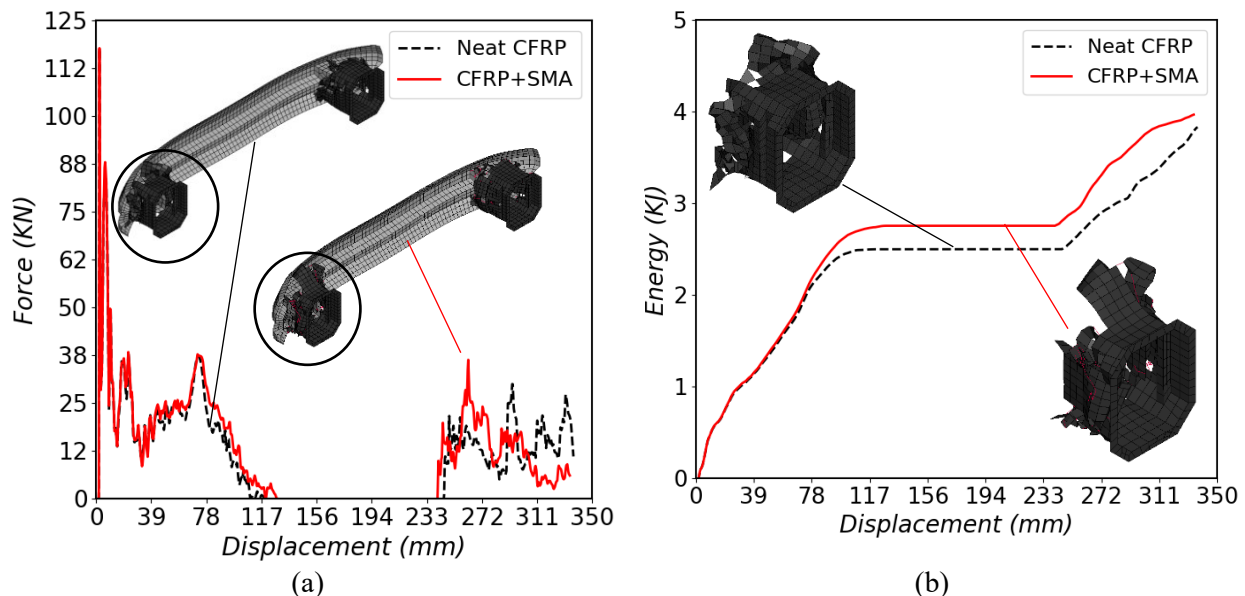 125
112
100
88
75
62
50
38
25
12
0
Force (KN)
Neat CFRP
CFRP+SMA
0 39 78 117 156 194 233 272 311 350
Displacement (mm)
(a)
5
4
3
2
1
0
Energy (KJ)
Neat CFRP
CFRP+SMA
0 39 78 117 156 194 233 272 311 350
Displacement (mm)
(b)